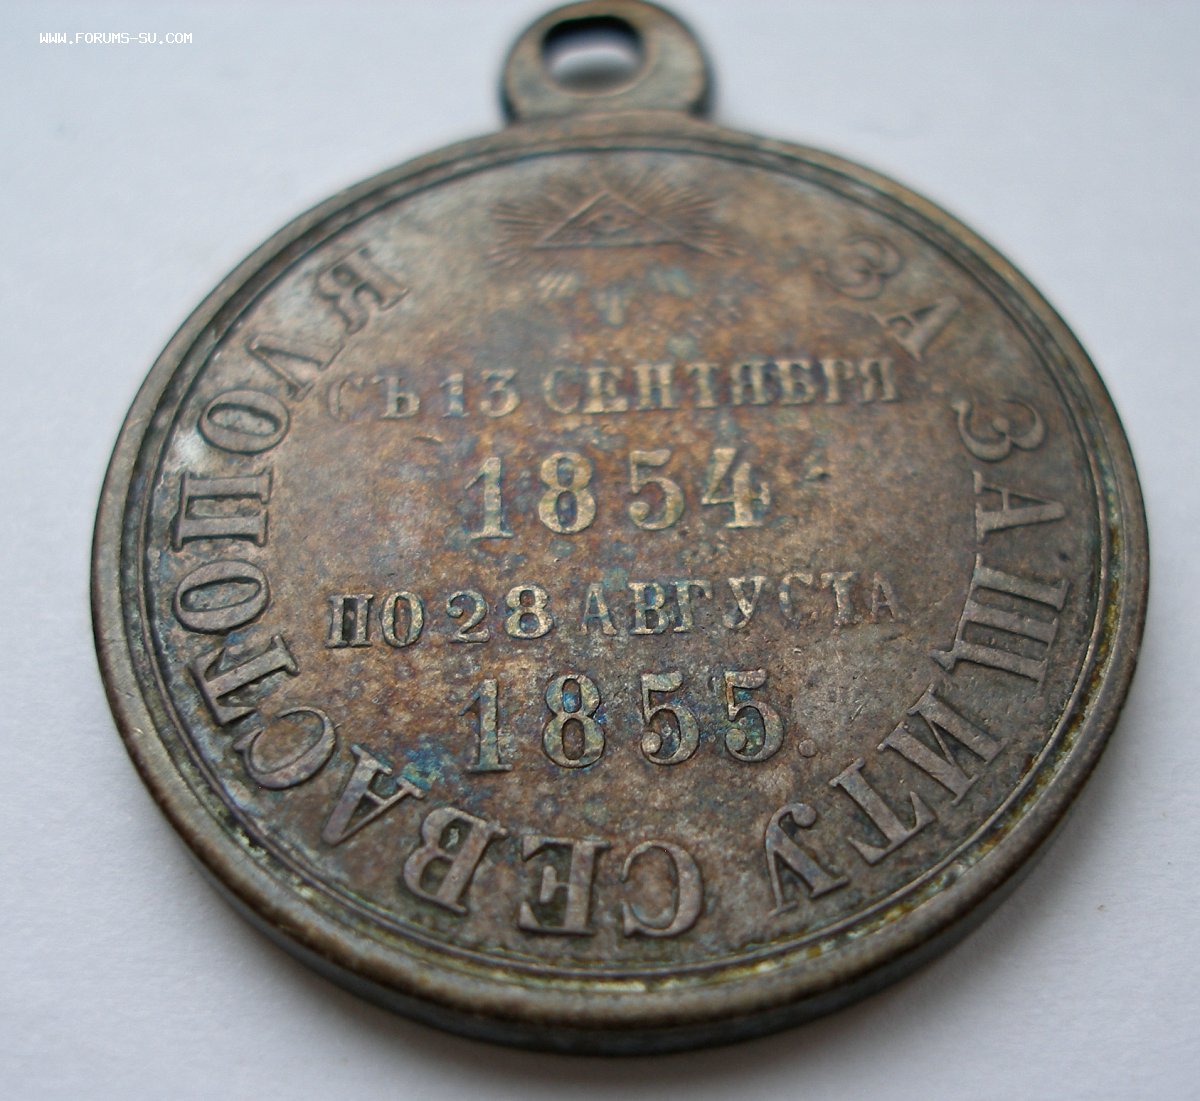 WWW.FORUMS-SU.COM
ЗА ЗАЩИТУ СЕВАСТОПОЛЯ
СЪ 13 СЕНТЯБРЯ
1854
ПО 28 АВГУСТА
1855.